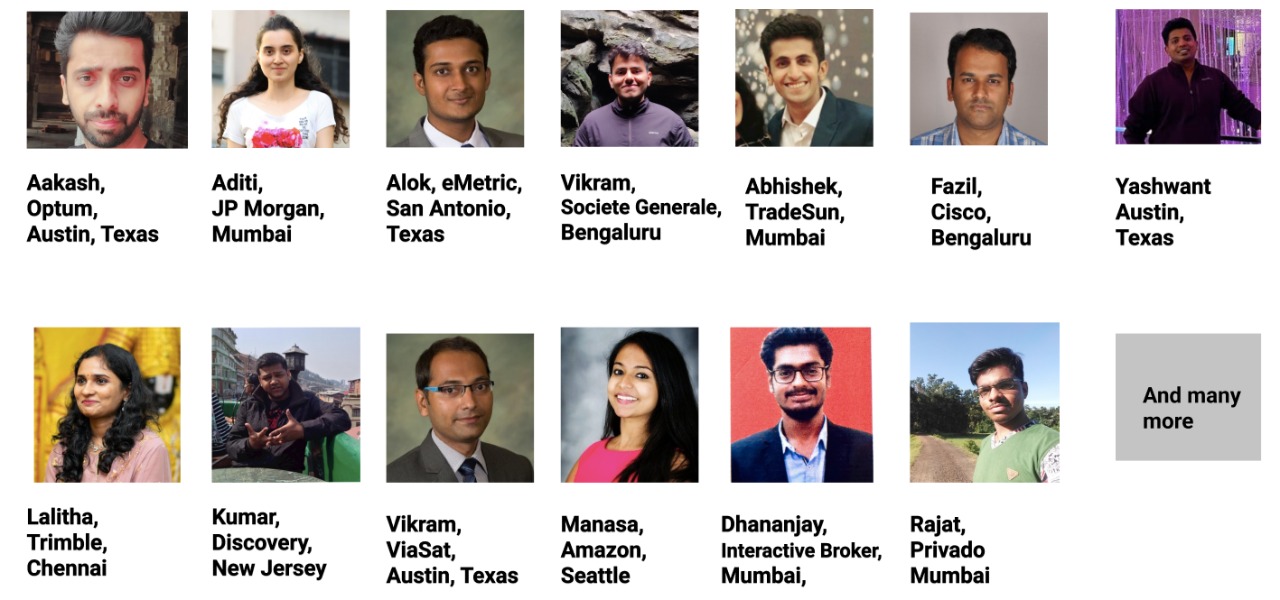 Aakash,
Optum,
Austin, Texas
Aditi,
JP Morgan,
Mumbai
Alok, eMetric,
San Antonio,
Texas
Vikram,
Societe Generale,
Bengaluru
Abhishek,
TradeSun,
Mumbai
Fazil,
Cisco,
Bengaluru
Yashwant
Austin,
Texas
Lalitha,
Trimble,
Chennai
Kumar,
Discovery,
New Jersey
Vikram,
ViaSat,
Austin, Texas
Manasa,
Amazon,
Seattle
Dhananjay,
Interactive Broker,
Mumbai,
Rajat,
Privado
Mumbai
And many
more